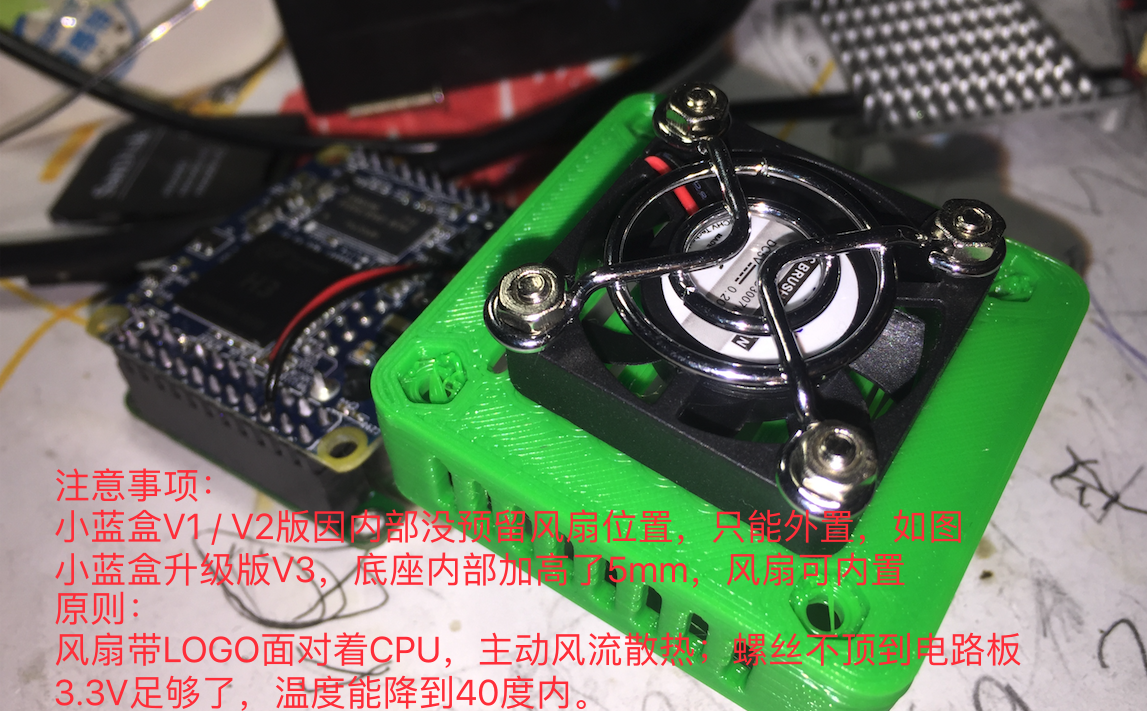 SanDisk
DC BRUSH
DC5V
注意事项：
小蓝盒V1 / V2版因内部没预留风扇位置，只能外置，如图
小蓝盒升级版V3，底座内部加高了5mm，风扇可内置
原则：
风扇带LOGO面对着CPU，主动风流散热；螺丝不顶到电路板
3.3V足够了，温度能降到40度内。